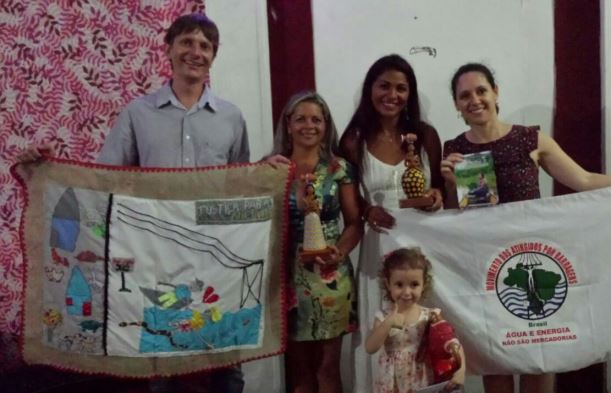 JUSTIÇA PARA
MOVIMENTO DOS ATINGIDOS POR BARRAGENS
Brasil
ÁGUA E ENERGIA
NÃO SÃO MERCADORIAS